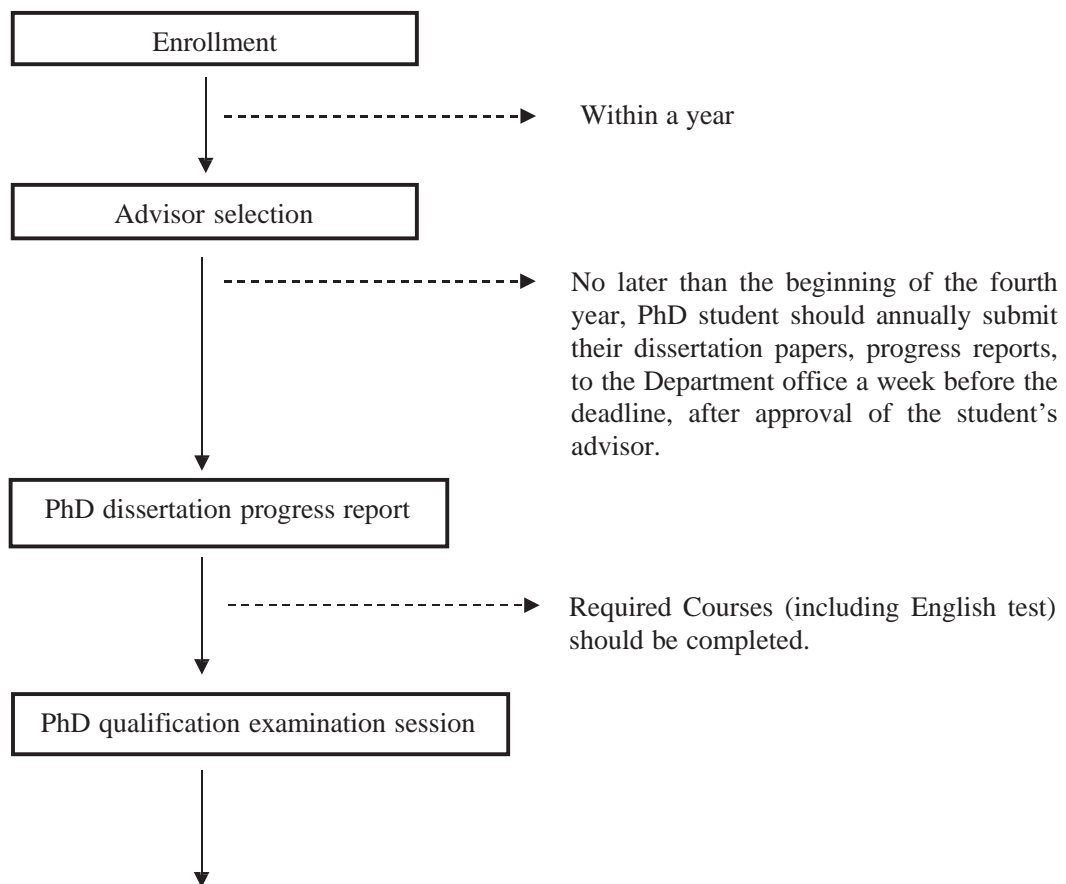 Enrollment
Within a year
Advisor selection
No later than the beginning of the fourth
year, PhD student should annually submit
their dissertation papers, progress reports,
to the Department office a week before the
deadline, after approval of the student’s
advisor.
PhD dissertation progress report
Required Courses (including English test)
should be completed.
PhD qualification examination session